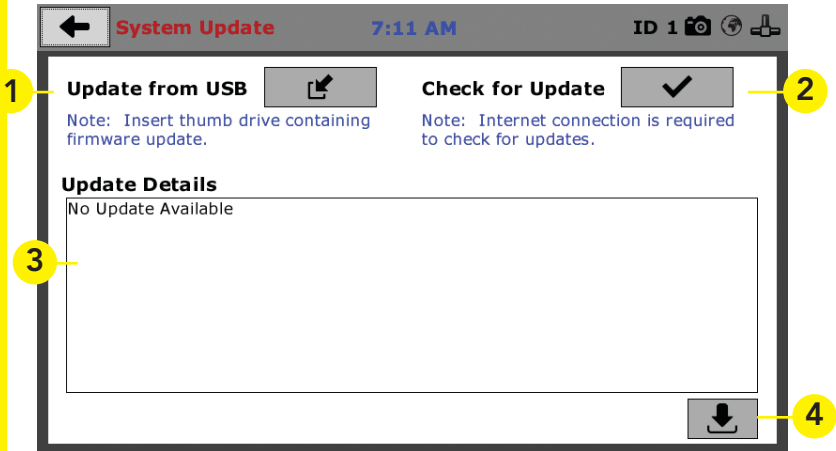 System Update 7:11 AM ID 1
1 Update from USB Check for Update 2
Note: Insert thumb drive containing
firmware update.
Note: Internet connection is required
to check for updates.
Update Details
No Update Available
3
4